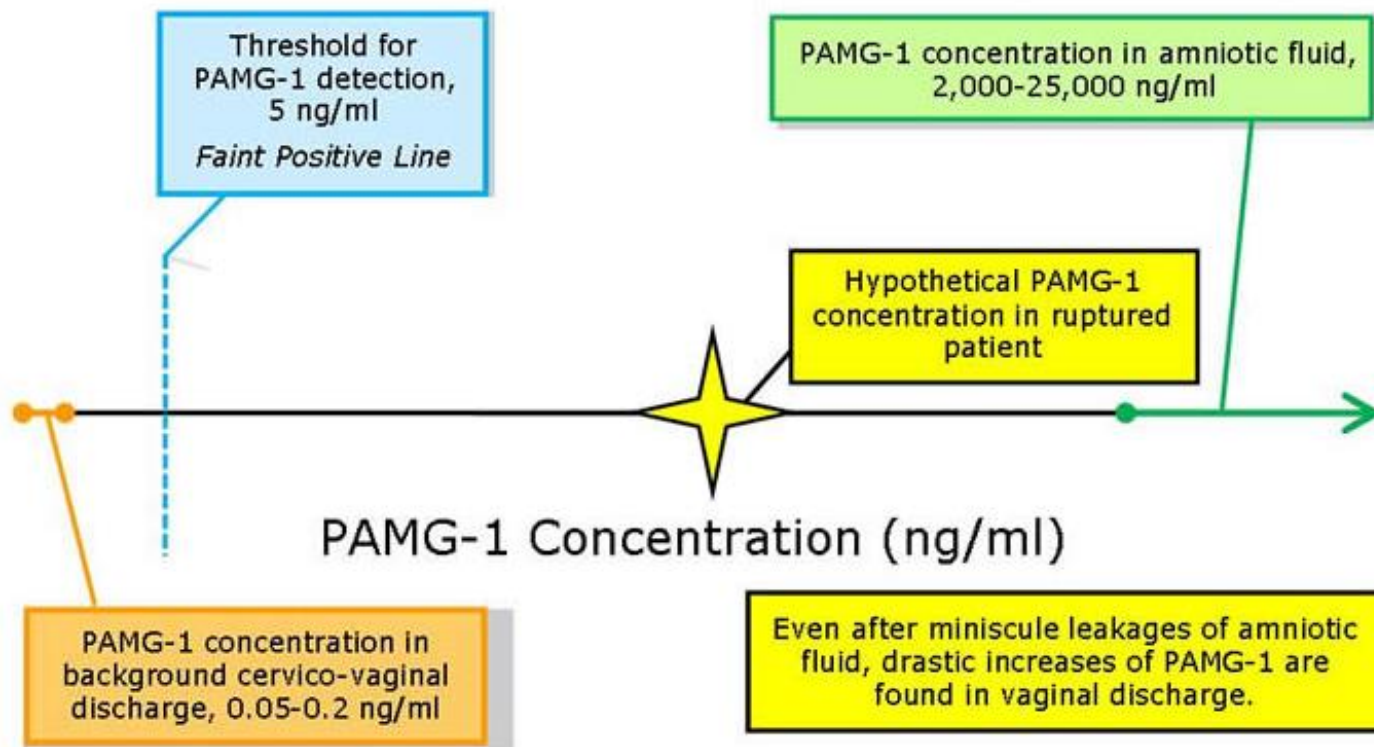 Threshold for
PAMG-1 detection,
5 ng/ml
Faint Positive Line
PAMG-1 concentration in amniotic fluid,
2,000-25,000 ng/ml
Hypothetical PAMG-1
concentration in ruptured
patient
PAMG-1 Concentration (ng/ml)
PAMG-1 concentration in
background cervico-vaginal
discharge, 0.05-0.2 ng/ml
Even after miniscule leakages of amniotic
fluid, drastic increases of PAMG-1 are
found in vaginal discharge.